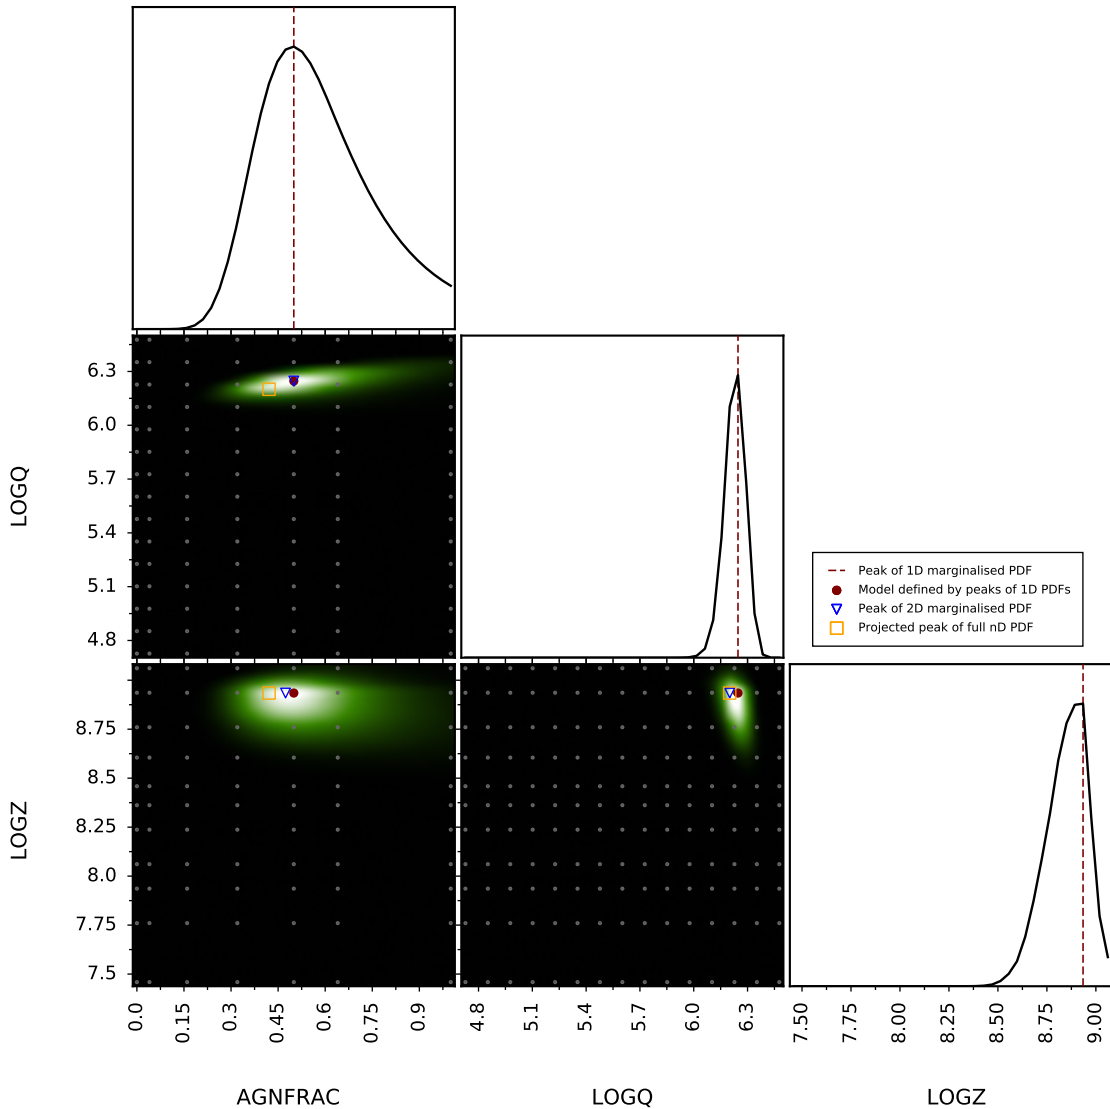 6.3
6.0
5.7
5.4
5.1
4.8
LOGQ
Peak of 1D marginalised PDF
Model defined by peaks of 1D PDFs
Peak of 2D marginalised PDF
Projected peak of full nD PDF
8.75
8.5
8.25
8.0
7.75
7.5
LOGZ
0.0 0.15 0.3 0.45 0.6 0.75 0.9 4.8 5.1 5.4 5.7 6.0 6.3 7.50 7.75 8.00 8.25 8.50 8.75 9.00
AGNFRAC LOGQ LOGZ